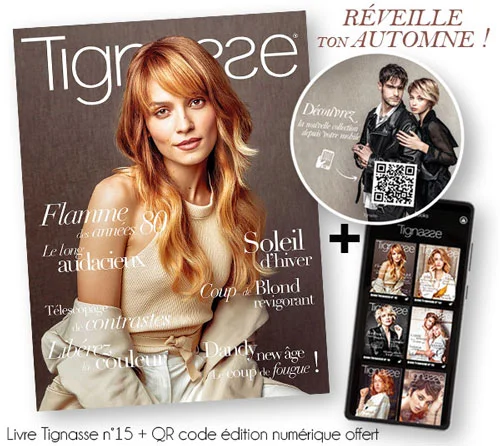 RÉVEILLE
TON AUTOMNE !
Tignasse®
Découvrez
la nouvelle collection
depuis votre mobile
Flamme
des années 80
Le long
audacieux
Soleil
d'hiver
Coup de Blond
revigorant
Télescopage
de contrastes
Libérez
la couleur
Dandy new âge
Le coup de fougue !
+
Tignasse
Livre Tignasse n°15 + QR code édition numérique offert